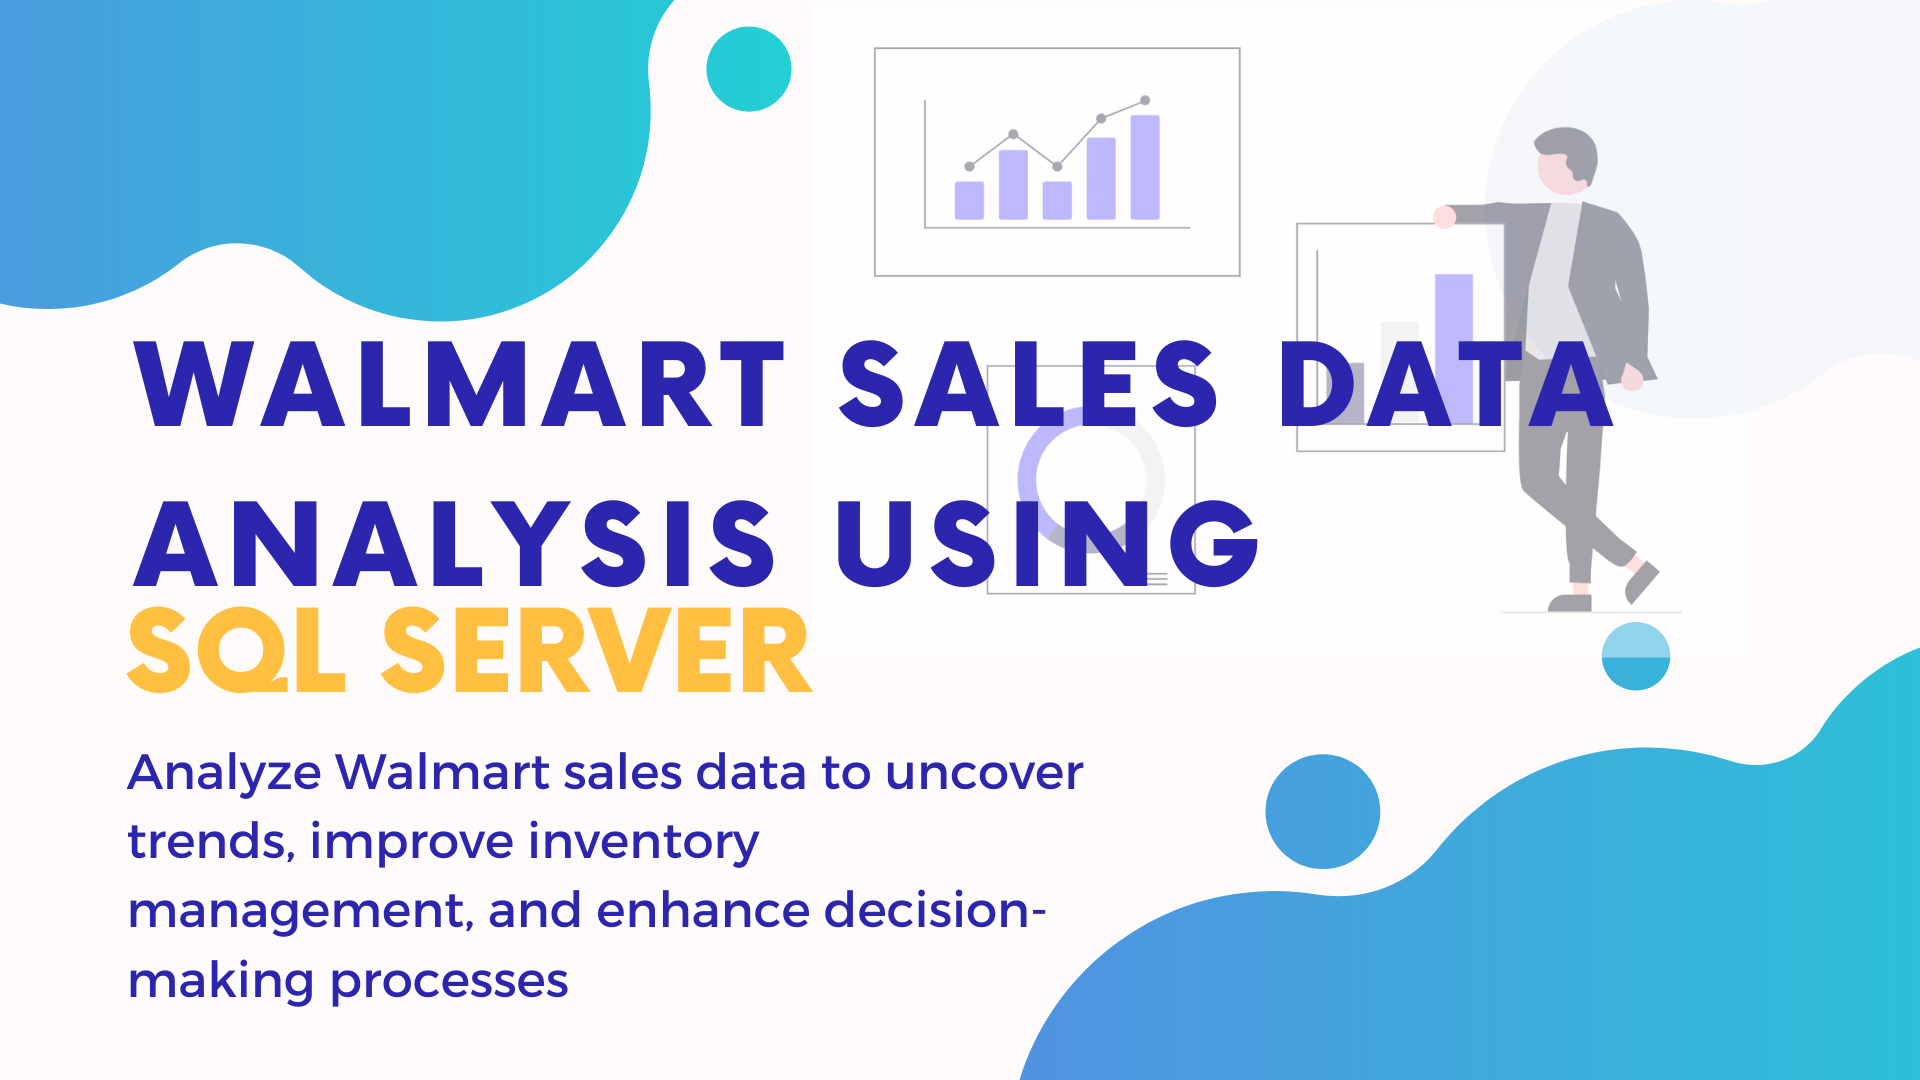 WALMART SALES DATA
ANALYSIS USING
SQL SERVER
Analyze Walmart sales data to uncover
trends, improve inventory
management, and enhance decision-
making processes